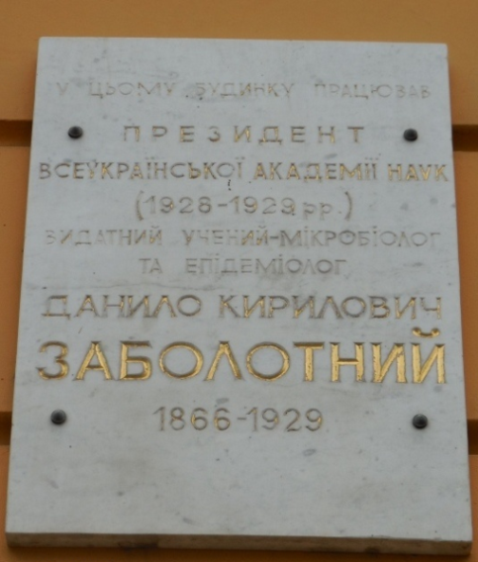 У ЦЬОМУ БУДИНКУ ПРАЦЮВАВ
ПРЕЗИДЕНТ
ВСЕУКРАЇНСЬКОЇ АКАДЕМІЇ НАУК
(1928-1929 рр.)
ВИДАТНИЙ УЧЕНИЙ-МІКРОБІОЛОГ
ТА ЕПІДЕМІОЛОГ
ДАНИЛО КИРИЛОВИЧ
ЗАБОЛОТНИЙ
1866-1929